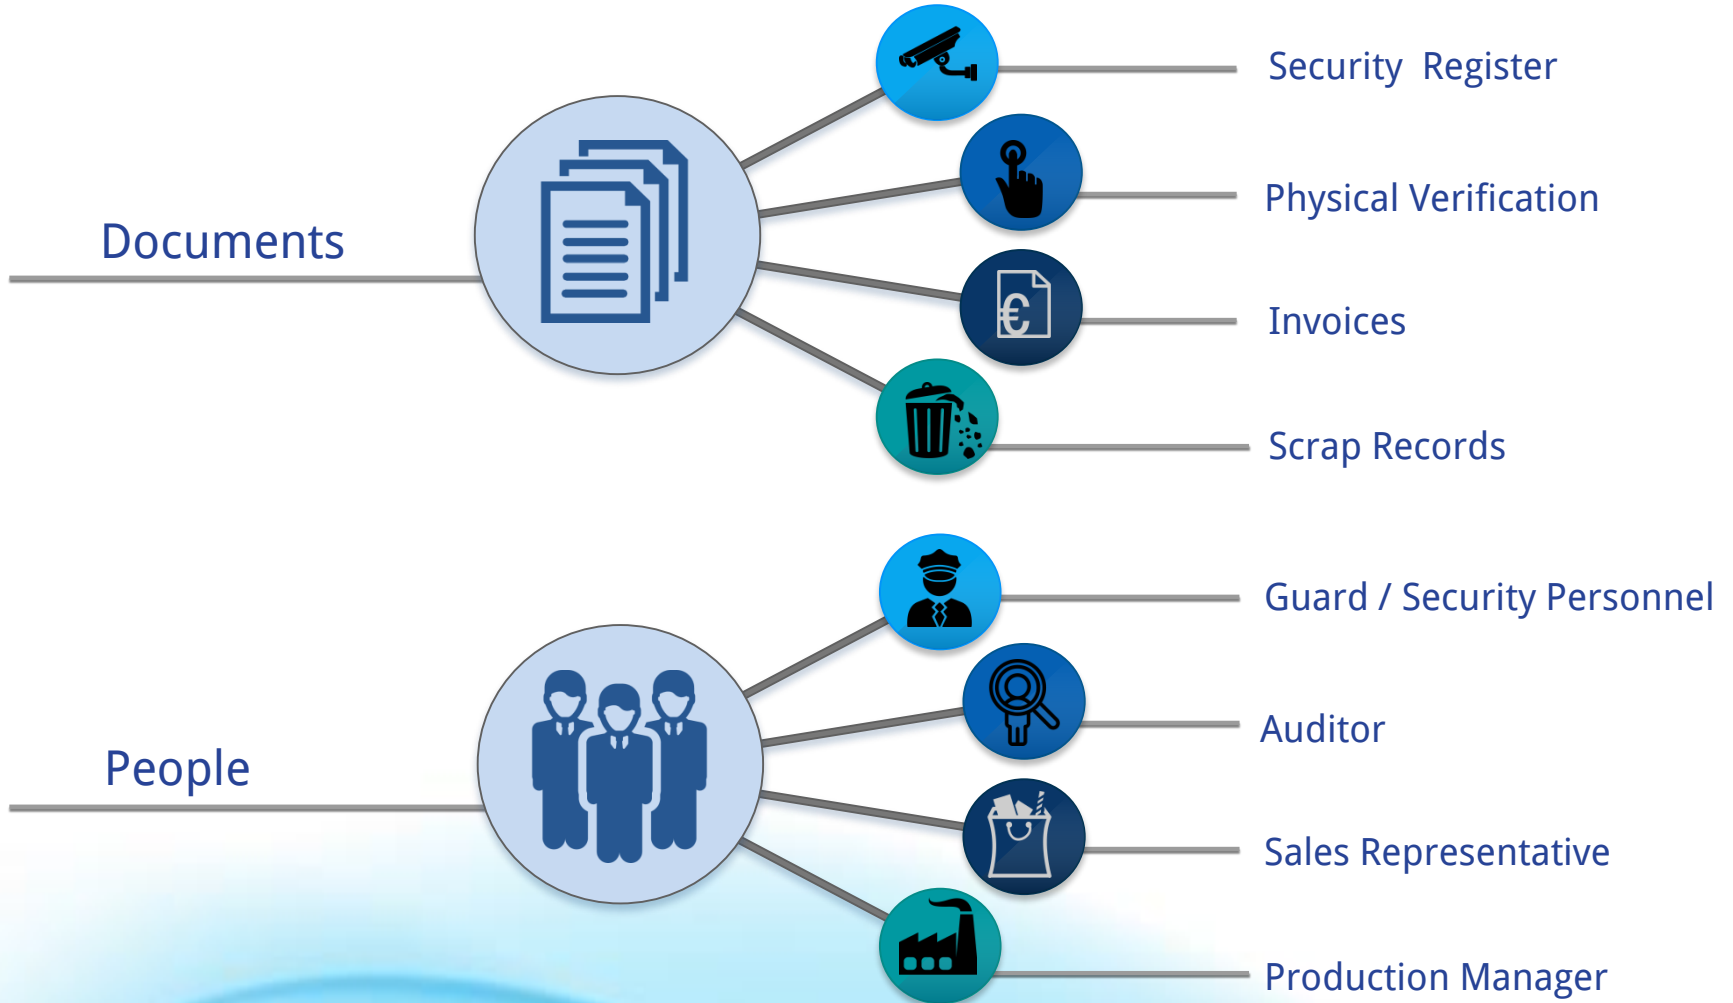 Documents
Security  Register
Physical Verification
€
Invoices
Scrap Records
People
Guard / Security Personnel
Auditor
Sales Representative
Production Manager